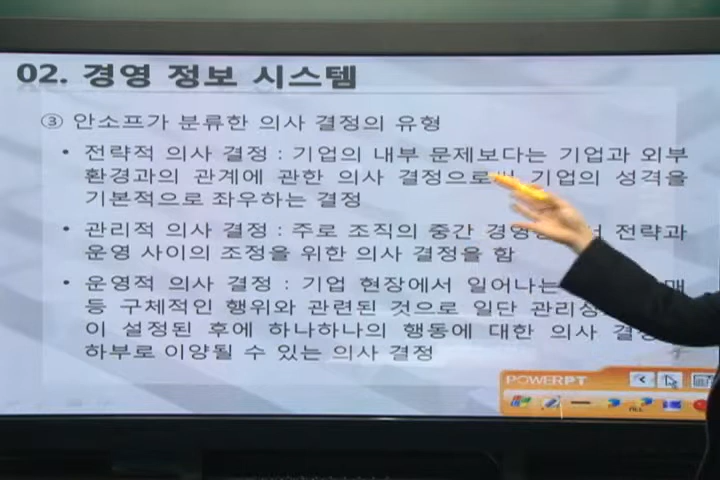 02. 경영 정보 시스템
③ 안소프가 분류한 의사 결정의 유형
• 전략적 의사 결정 : 기업의 내부 문제보다는 기업과 외부
환경과의 관계에 관한 의사 결정으로써 기업의 성격을
기본적으로 좌우하는 결정
• 관리적 의사 결정 : 주로 조직의 중간 전략과
운영 사이의 조정을 위한 의사 결정을 함
• 운영적 의사 결정 : 기업 현장에서 일어나는
등 구체적인 행위와 관련된 것으로 일단
이 설정된 후에 하나하나의 행동에 대한 의사
하부로 이양될 수 있는 의사 결정
POWERPT